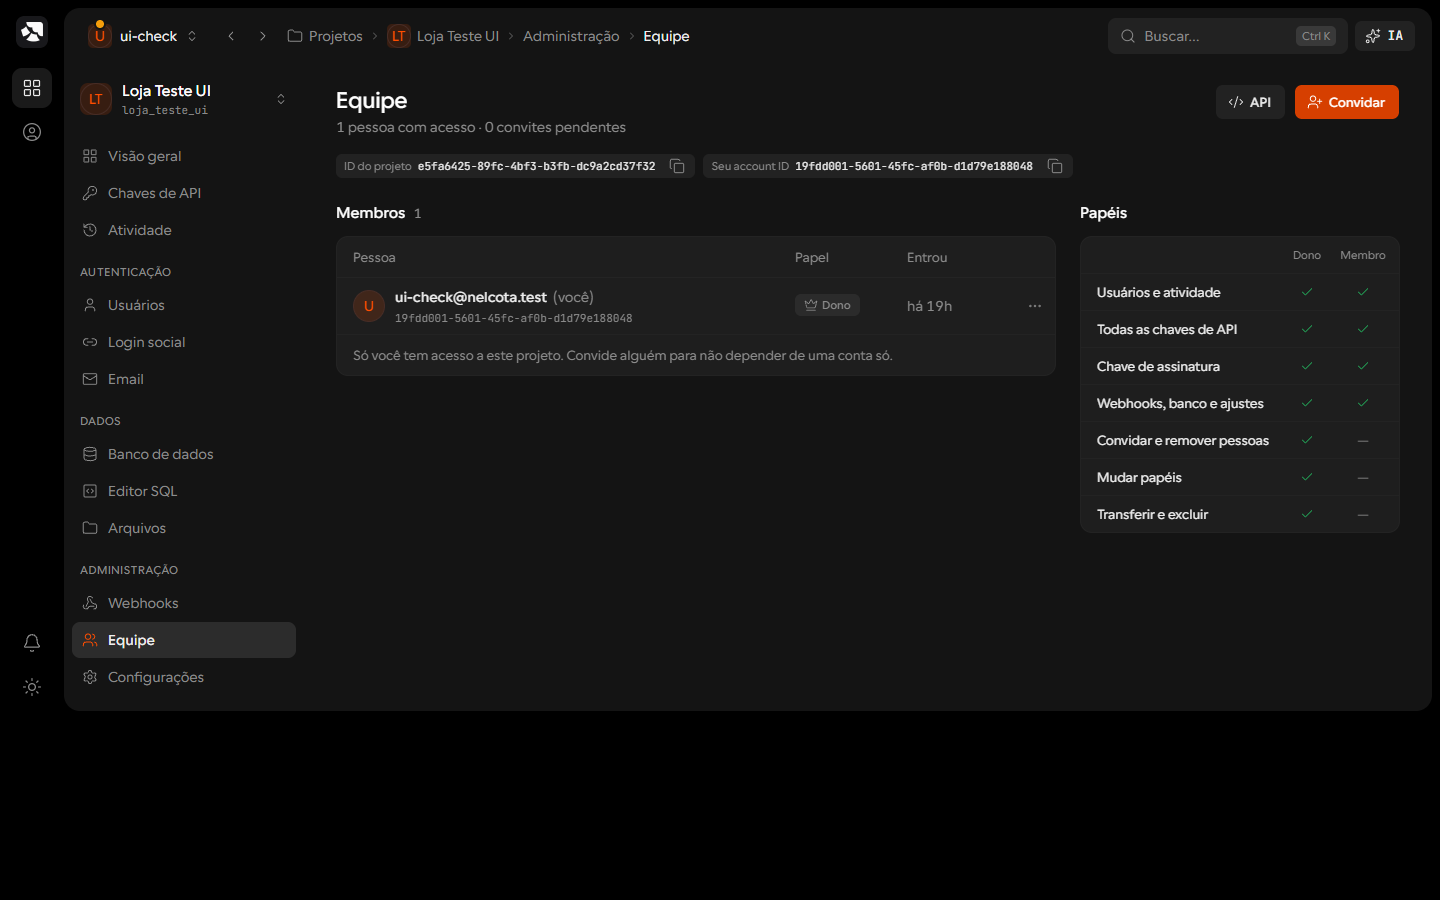 U ui-check
Projetos
LT Loja Teste UI
Administração
Equipe
Buscar...
Ctrl K
IA
LT
Loja Teste UI
loja_teste_ui
Visão geral
Chaves de API
Atividade
AUTENTICAÇÃO
Usuários
Login social
Email
DADOS
Banco de dados
Editor SQL
Arquivos
ADMINISTRAÇÃO
Webhooks
Equipe
Configurações
Equipe
1 pessoa com acesso · 0 convites pendentes
API
Convidar
ID do projeto e5fa6425-89fc-4bf3-b3fb-dc9a2cd37f32
Seu account ID 19fdd001-5601-45fc-af0b-d1d79e188048
Membros 1
Pessoa Papel Entrou
U
ui-check@nelcota.test (você)
19fdd001-5601-45fc-af0b-d1d79e188048
Dono
há 19h
Só você tem acesso a este projeto. Convide alguém para não depender de uma conta só.
Papéis
Dono Membro
Usuários e atividade
Todas as chaves de API
Chave de assinatura
Webhooks, banco e ajustes
Convidar e remover pessoas —
Mudar papéis —
Transferir e excluir —